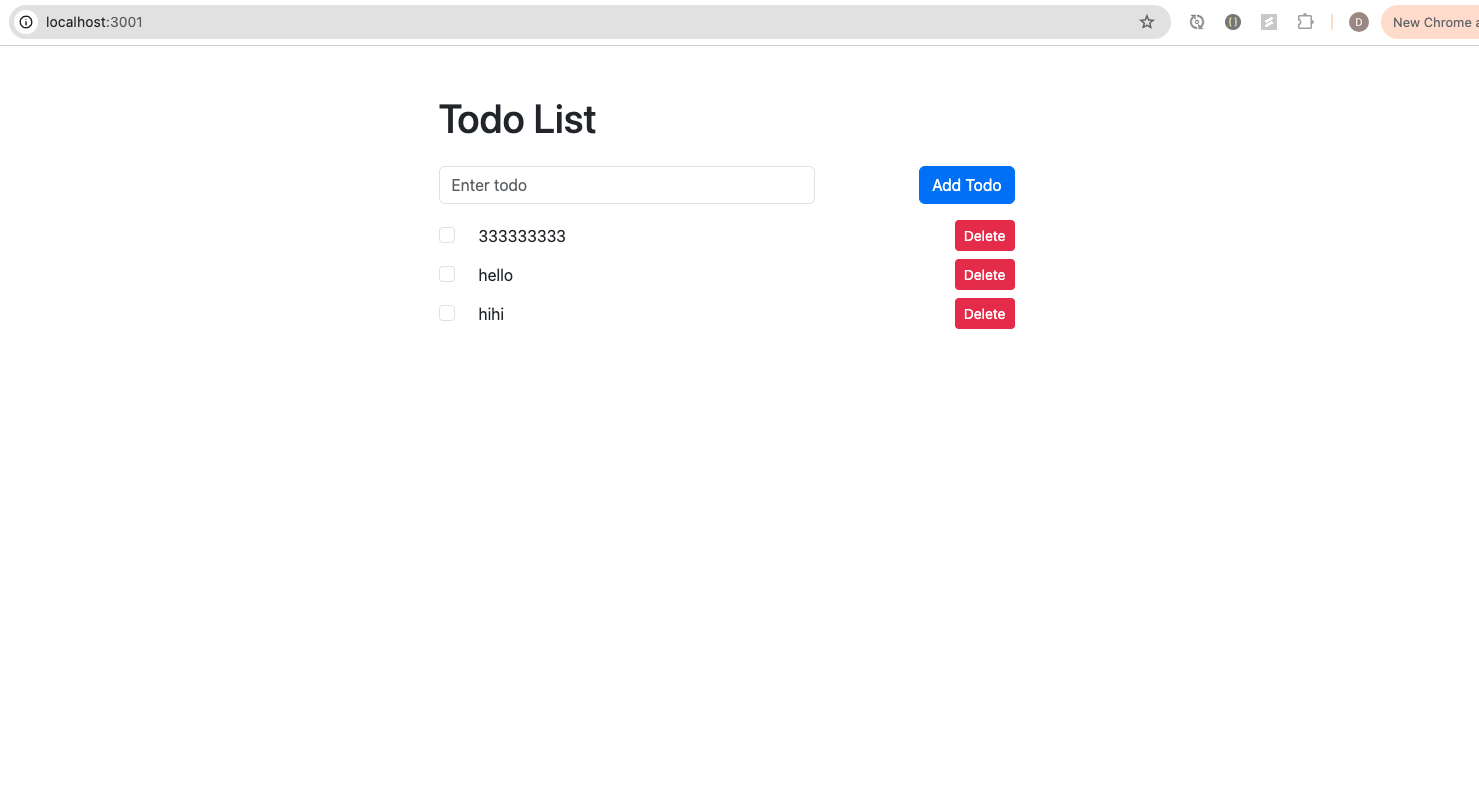 localhost:3001
D
New Chrome a
Todo List
Enter todo
Add Todo
333333333
Delete
hello
Delete
hihi
Delete